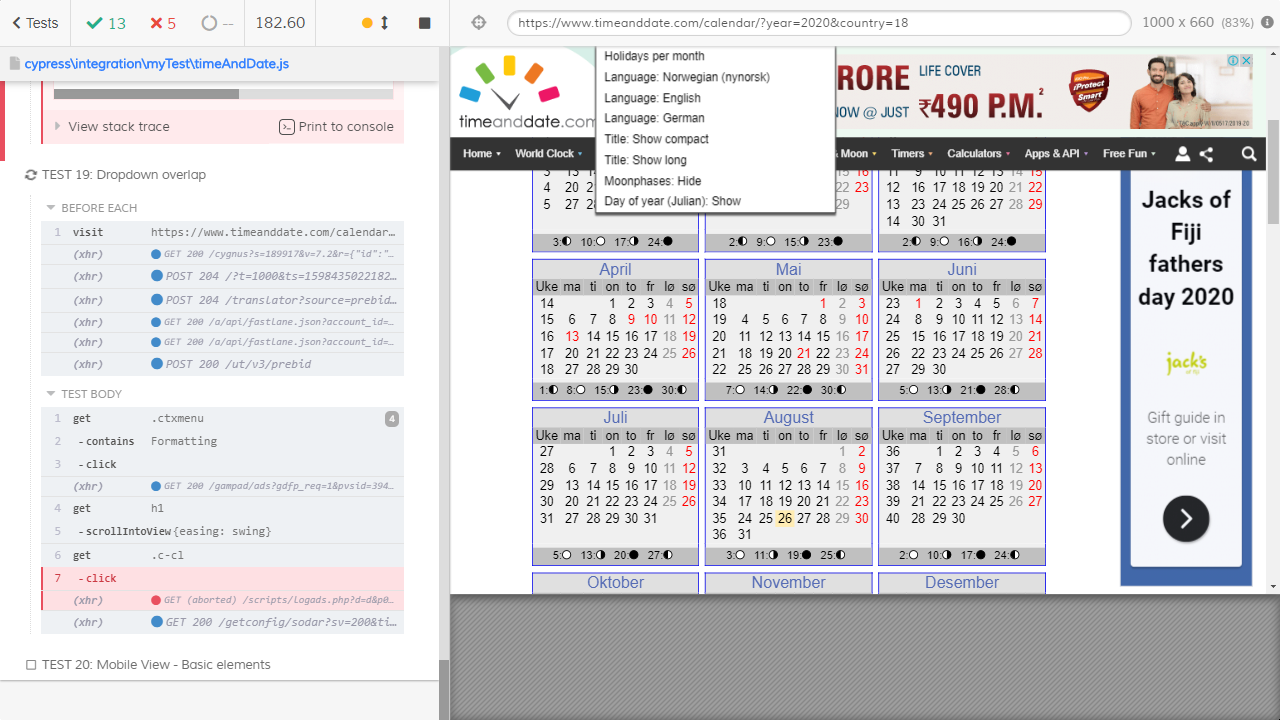 Tests
13
5
--
182.60
https://www.timeanddate.com/calendar/?year=2020&country=18
1000 x 660 (83%)
cypress\integration\myTest\timeAndDate.js
View stack trace
Print to console
TEST 19: Dropdown overlap
BEFORE EACH
1 visit https://www.timeanddate.com/calendar…
(xhr) GET 200 /cygnus?s=189917&v=7.2&r={"id":"…
(xhr) POST 204 /?t=1000&ts=1598435022182…
(xhr) POST 204 /translator?source=prebid…
(xhr) GET 200 /a/api/fastlane.json?account_id=…
(xhr) GET 200 /a/api/fastlane.json?account_id=…
(xhr) POST 200 /ut/v3/prebid
TEST BODY
1 get .ctxmenu 4
2 -contains Formatting
3 -click
(xhr) GET 200 /gampad/ads?gdfp_req=1&pvsid=394…
4 get h1
5 -scrollIntoView {easing: swing}
6 get .c-cl
7 -click
(xhr) GET (aborted) /scripts/logads.php?d=d&p0…
(xhr) GET 200 /getconfig/sodar?sv=200&ti…
TEST 20: Mobile View - Basic elements
timeanddate.com
Holidays per month
Language: Norwegian (nynorsk)
Language: English
Language: German
Title: Show compact
Title: Show long
Moonphases: Hide
Day of year (Julian): Show
RORE
LIFE COVER
NOW @ JUST ₹490 P.M.²
iProtect
Smart
Home
World Clock
& Moon
Timers
Calculators
Apps & API
Free Fun
4 20 2
5 27 28
22 23
29
12 16 17 18 19 20 21 22
13 23 24 25 26 27 28 29
14 30 31
3: 10: 17: 24:
2: 9: 15: 23:
2: 9: 16: 24:
April
Uke ma ti on to fr lø sø
14 1 2 3 4 5
15 6 7 8 9 10 11 12
16 13 14 15 16 17 18 19
17 20 21 22 23 24 25 26
18 27 28 29 30
1: 8: 15: 23: 30:
Mai
Uke ma ti on to fr lø sø
18 1 2 3
19 4 5 6 7 8 9 10
20 11 12 13 14 15 16 17
21 18 19 20 21 22 23 24
22 25 26 27 28 29 30 31
7: 14: 22: 30:
Juni
Uke ma ti on to fr lø sø
23 1 2 3 4 5 6 7
24 8 9 10 11 12 13 14
25 15 16 17 18 19 20 21
26 22 23 24 25 26 27 28
27 29 30
5: 13: 21: 28:
Juli
Uke ma ti on to fr lø sø
27 1 2 3 4 5
28 6 7 8 9 10 11 12
29 13 14 15 16 17 18 19
30 20 21 22 23 24 25 26
31 27 28 29 30 31
5: 13: 20: 27:
August
Uke ma ti on to fr lø sø
31 1 2
32 3 4 5 6 7 8 9
33 10 11 12 13 14 15 16
34 17 18 19 20 21 22 23
35 24 25 26 27 28 29 30
36 31
3: 11: 19: 25:
September
Uke ma ti on to fr lø sø
36 1 2 3 4 5 6
37 7 8 9 10 11 12 13
38 14 15 16 17 18 19 20
39 21 22 23 24 25 26 27
40 28 29 30
2: 10: 17: 24:
Oktober
November
Desember
Jacks of
Fiji
fathers
day 2020
jack's
Gift guide in
store or visit
online